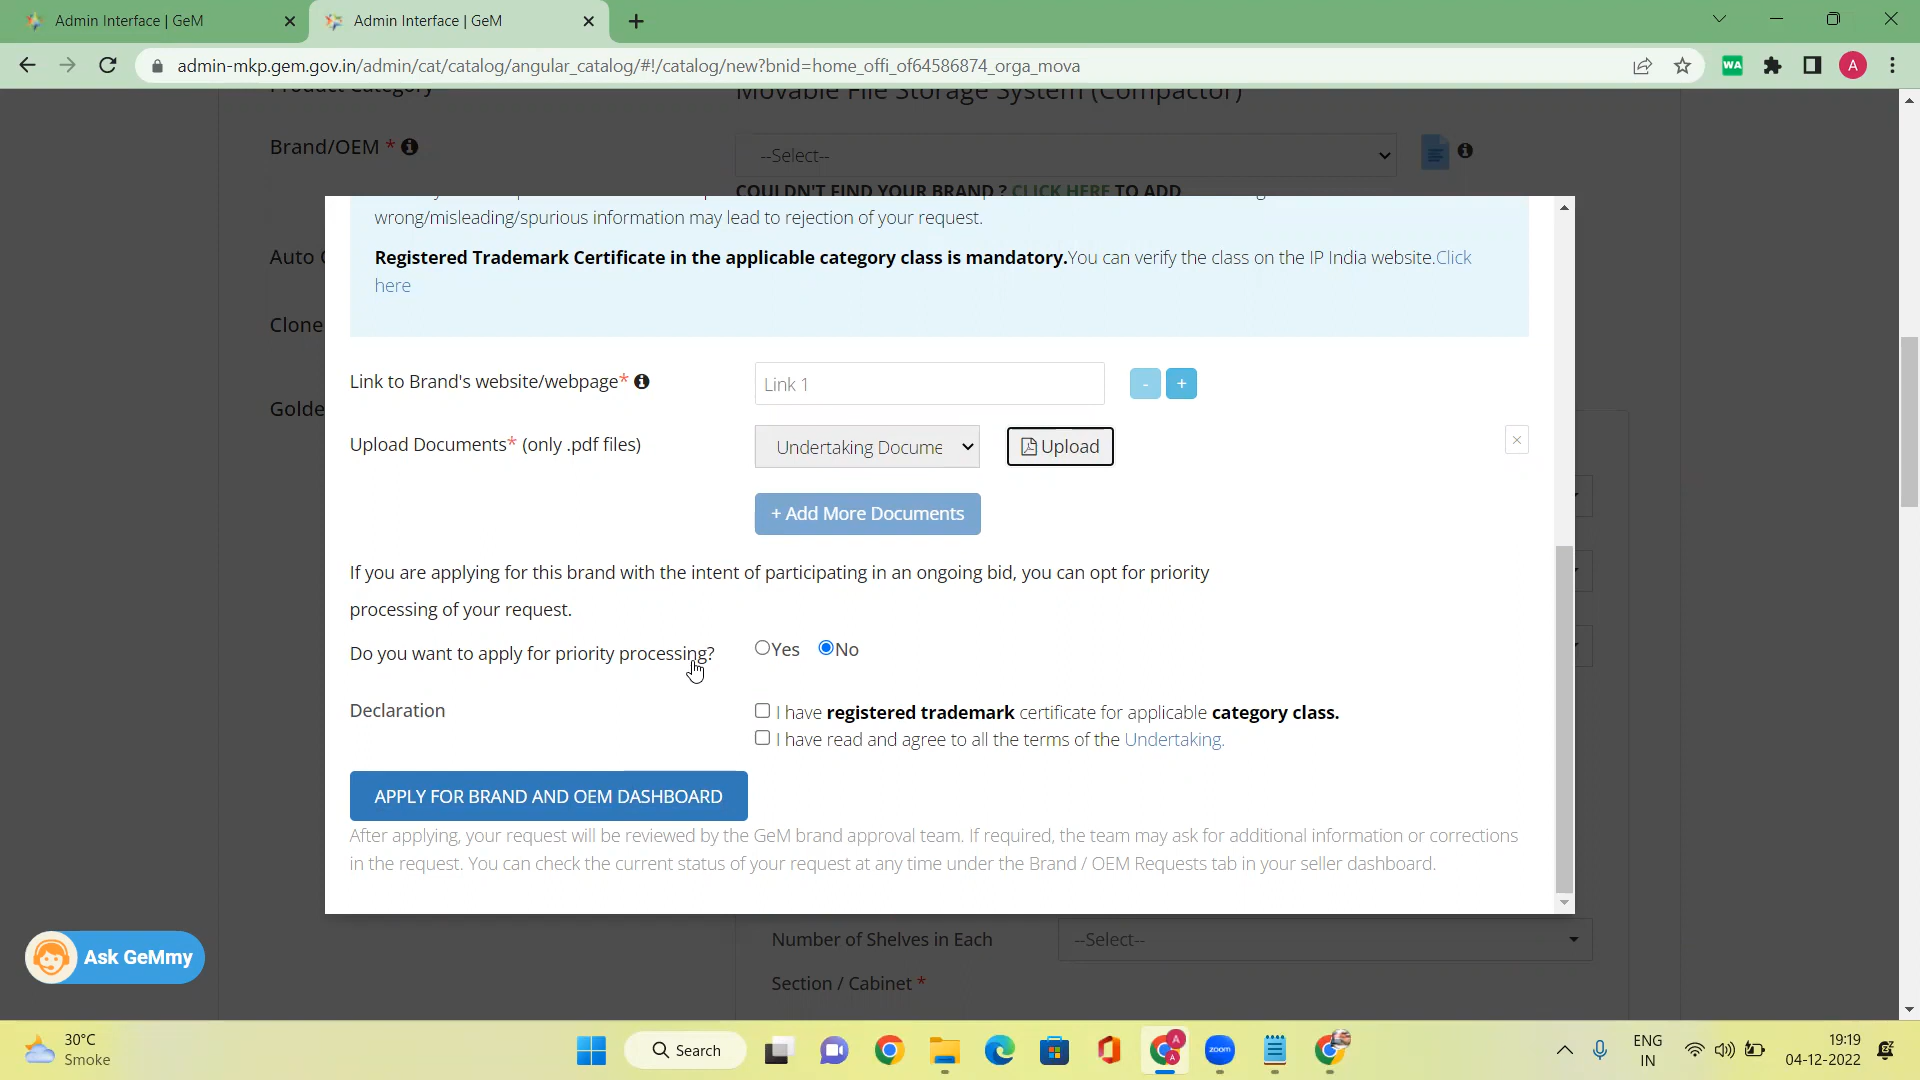 Admin Interface | GeM
Admin Interface | GeM
admin-mkp.gem.gov.in/admin/cat/catalog/angular_catalog/#!/catalog/new?bnid=home_offi_of64586874_orga_mova
WA
A
Product Category
Movable File Storage System (Compactor)
Brand/OEM *
--Select--
COULDN'T FIND YOUR BRAND ? CLICK HERE TO ADD
Auto
Clone
Golde
wrong/misleading/spurious information may lead to rejection of your request.
Registered Trademark Certificate in the applicable category class is mandatory.You can verify the class on the IP India website.Click
here
Link to Brand's website/webpage*
Link 1
-
+
Upload Documents* (only .pdf files)
Undertaking Docume
Upload
+ Add More Documents
If you are applying for this brand with the intent of participating in an ongoing bid, you can opt for priority
processing of your request.
Do you want to apply for priority processing?
Yes
No
Declaration
I have registered trademark certificate for applicable category class.
I have read and agree to all the terms of the Undertaking.
APPLY FOR BRAND AND OEM DASHBOARD
After applying, your request will be reviewed by the GeM brand approval team. If required, the team may ask for additional information or corrections
in the request. You can check the current status of your request at any time under the Brand / OEM Requests tab in your seller dashboard.
Ask GeMmy
Number of Shelves in Each
Section / Cabinet *
--Select--
30°C
Smoke
Search
A
A
zoom
ENG
IN
19:19
04-12-2022